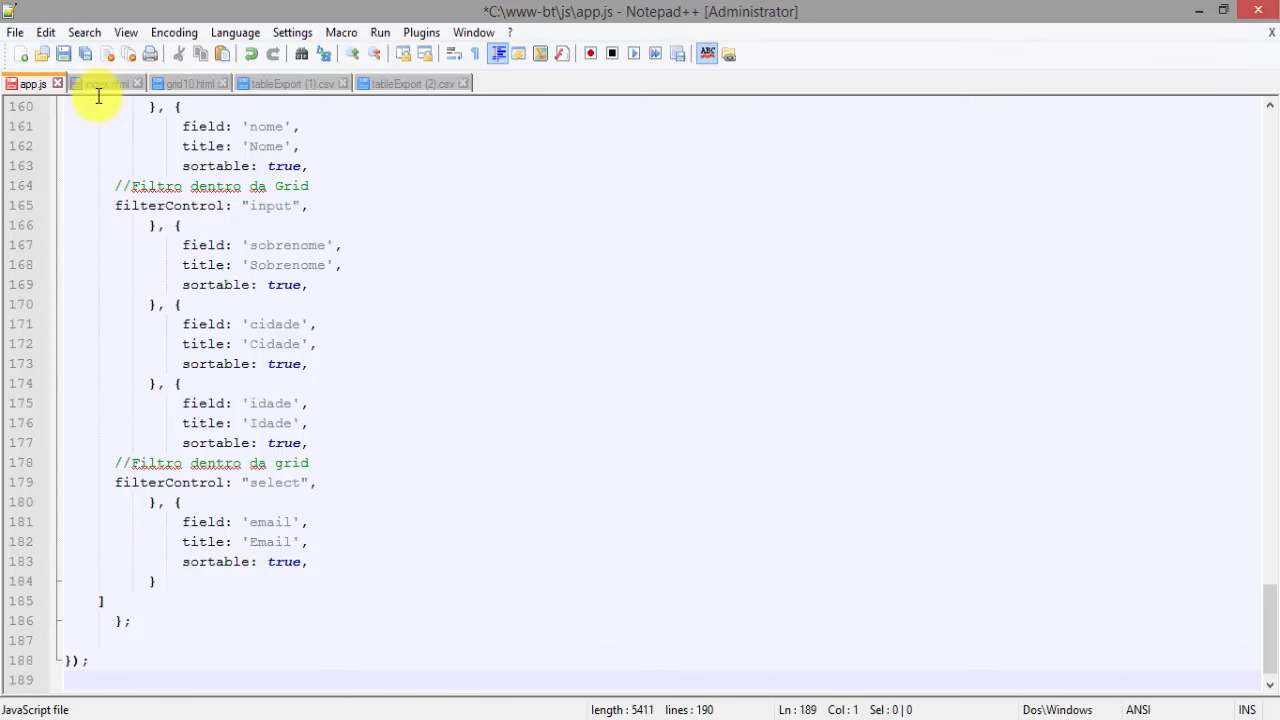 *C:\www-bt\js\app.js - Notepad++ [Administrator]
File Edit Search View Encoding Language Settings Macro Run Plugins Window ? X
app.js index.html grid10.html tableExport (1).csv tableExport (2).csv
160 }, {
161 field: 'nome',
162 title: 'Nome',
163 sortable: true,
164 //Filtro dentro da Grid
165 filterControl: "input",
166 }, {
167 field: 'sobrenome',
168 title: 'Sobrenome',
169 sortable: true,
170 }, {
171 field: 'cidade',
172 title: 'Cidade',
173 sortable: true,
174 }, {
175 field: 'idade',
176 title: 'Idade',
177 sortable: true,
178 //Filtro dentro da grid
179 filterControl: "select",
180 }, {
181 field: 'email',
182 title: 'Email',
183 sortable: true,
184 }
185 ]
186 };
187
188 });
189
JavaScript file length : 5411 lines : 190 Ln : 189 Col : 1 Sel : 0 | 0 Dos\Windows ANSI INS